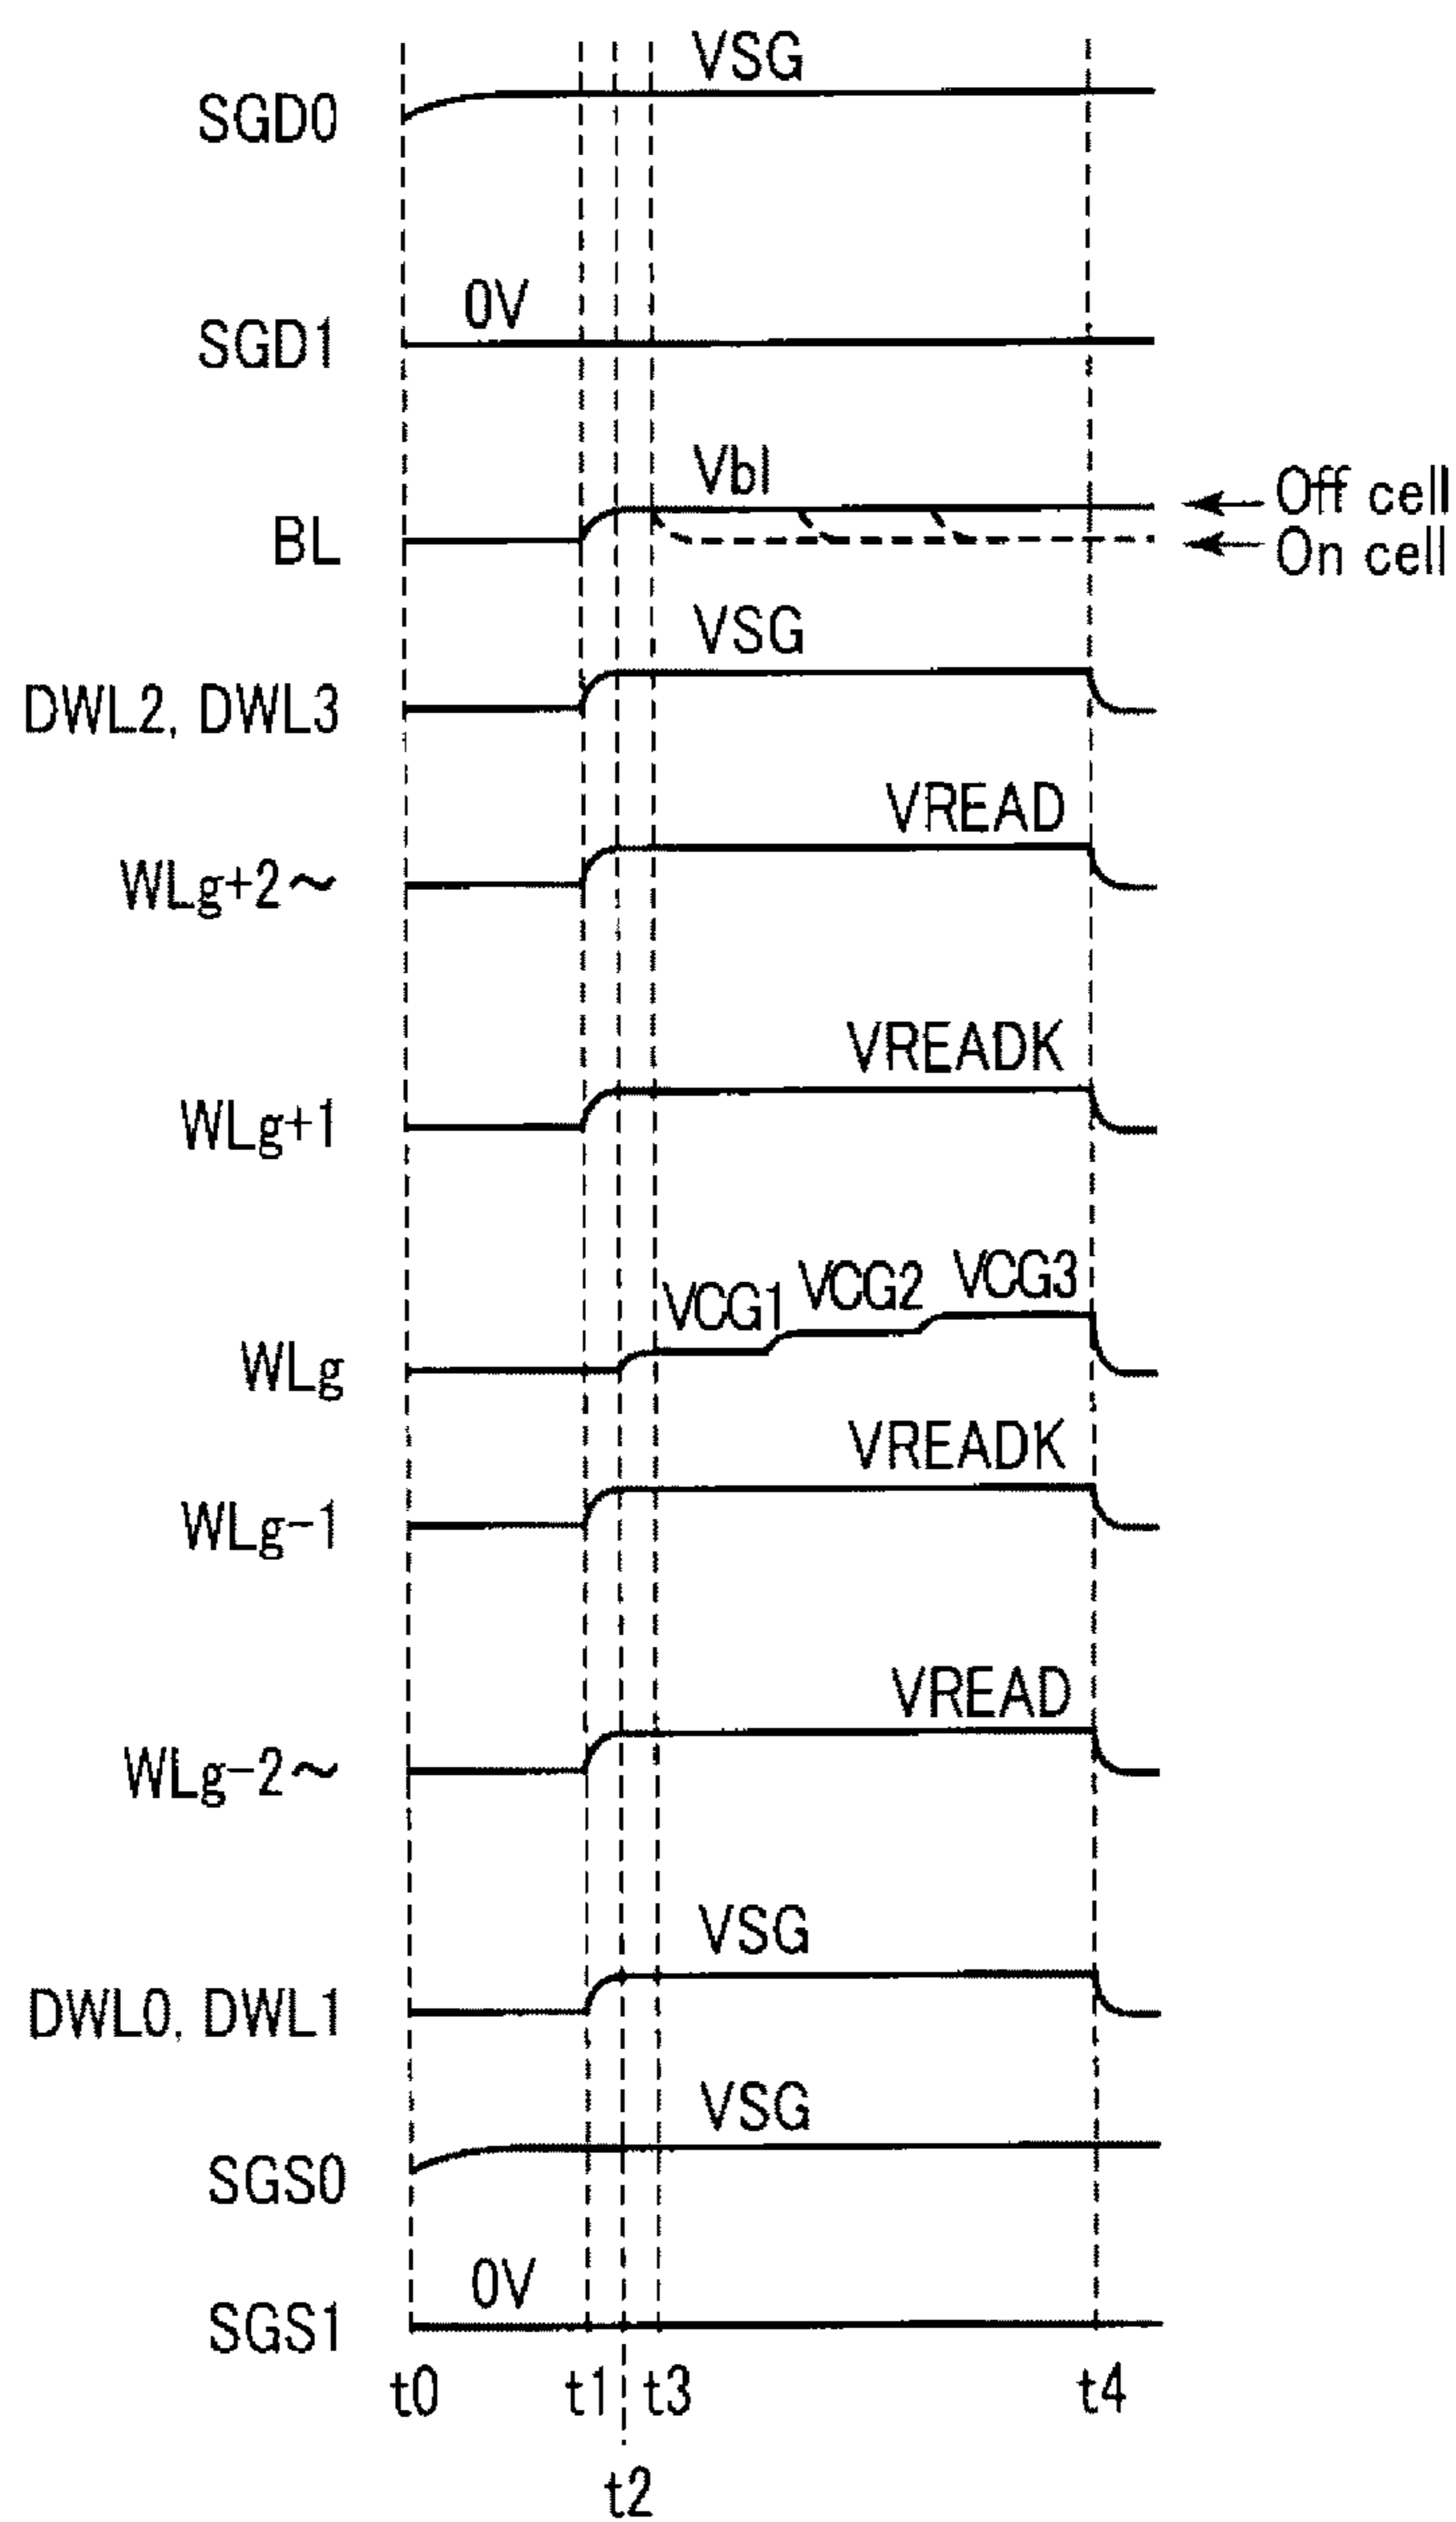 VSG
SGD0
0V
SGD1
Vbl
Off cell
BL
On cell
VSG
DWL2, DWL3
VREAD
WLg+2~
VREADK
WLg+1
VCG1 VCG2 VCG3
WLg
VREADK
WLg-1
VREAD
WLg-2~
VSG
DWL0, DWL1
VSG
SGS0
0V
SGS1
t0 t1 t3 t4
t2